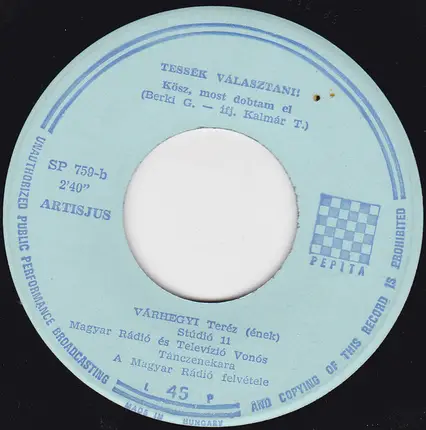 TESSÉK VÁLASZTANI!
Kösz, most dobtam el
(Berki G. — ifj. Kalmár T.)
SP 759-b
2'40"
ARTISJUS
PEPITA
VÁRHEGYI Teréz (ének)
Stúdió 11
Magyar Rádió és Televízió Vonós
Tánczenekara
A Magyar Rádió felvétele
L 45 P
MADE IN HUNGARY
UNAUTHORIZED PUBLIC PERFORMANCE BROADCASTING
AND COPYING OF THIS RECORD IS PROHIBITED